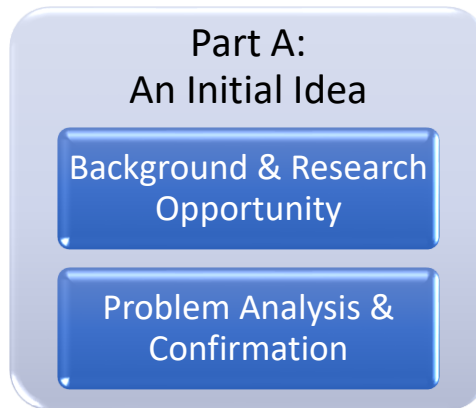 Part A:
An Initial Idea
Background & Research
Opportunity
Problem Analysis &
Confirmation